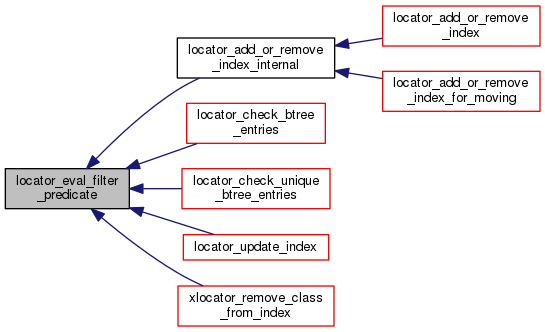 locator_eval_filter
_predicate
locator_add_or_remove
_index_internal
locator_add_or_remove
_index
locator_add_or_remove
_index_for_moving
locator_check_btree
_entries
locator_check_unique
_btree_entries
locator_update_index
xlocator_remove_class
_from_index